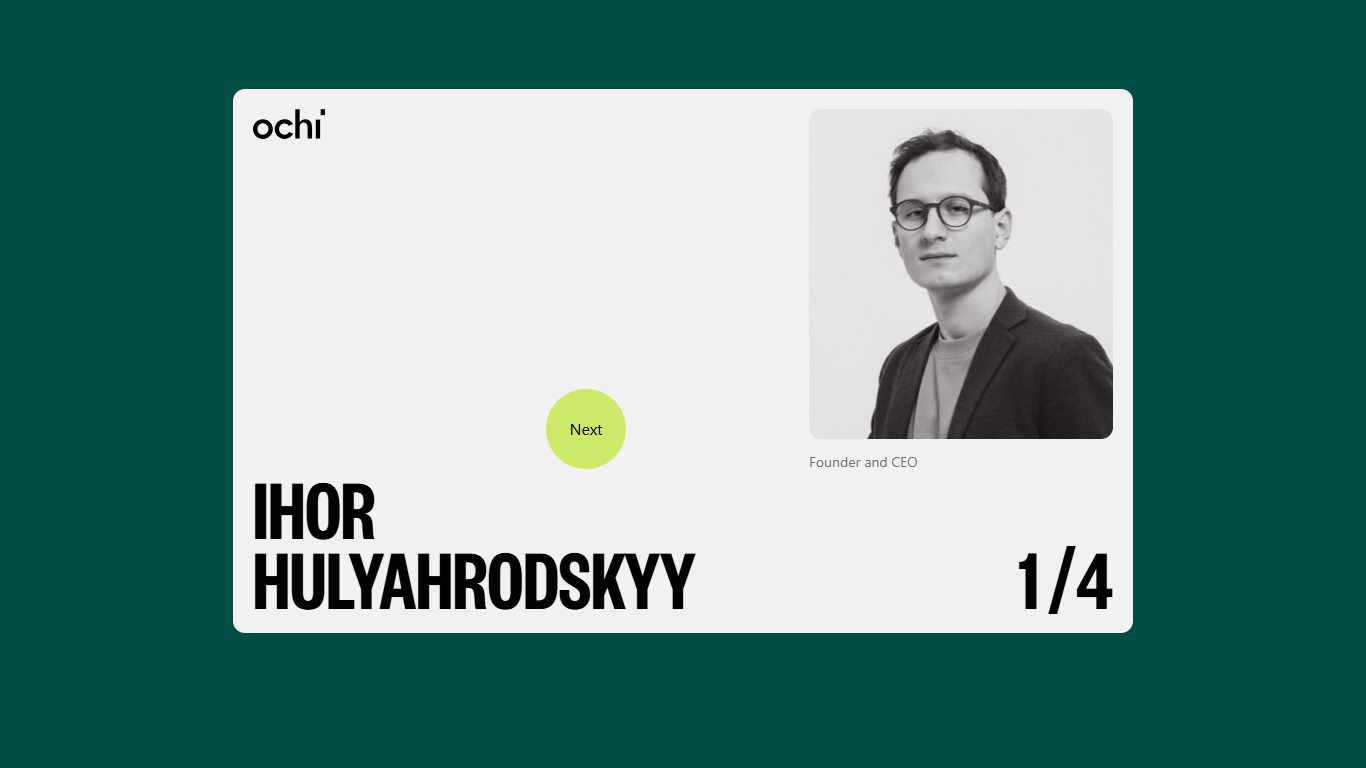 ochi
Next
Founder and CEO
IHOR
HULYAHRODSKYY
1/4